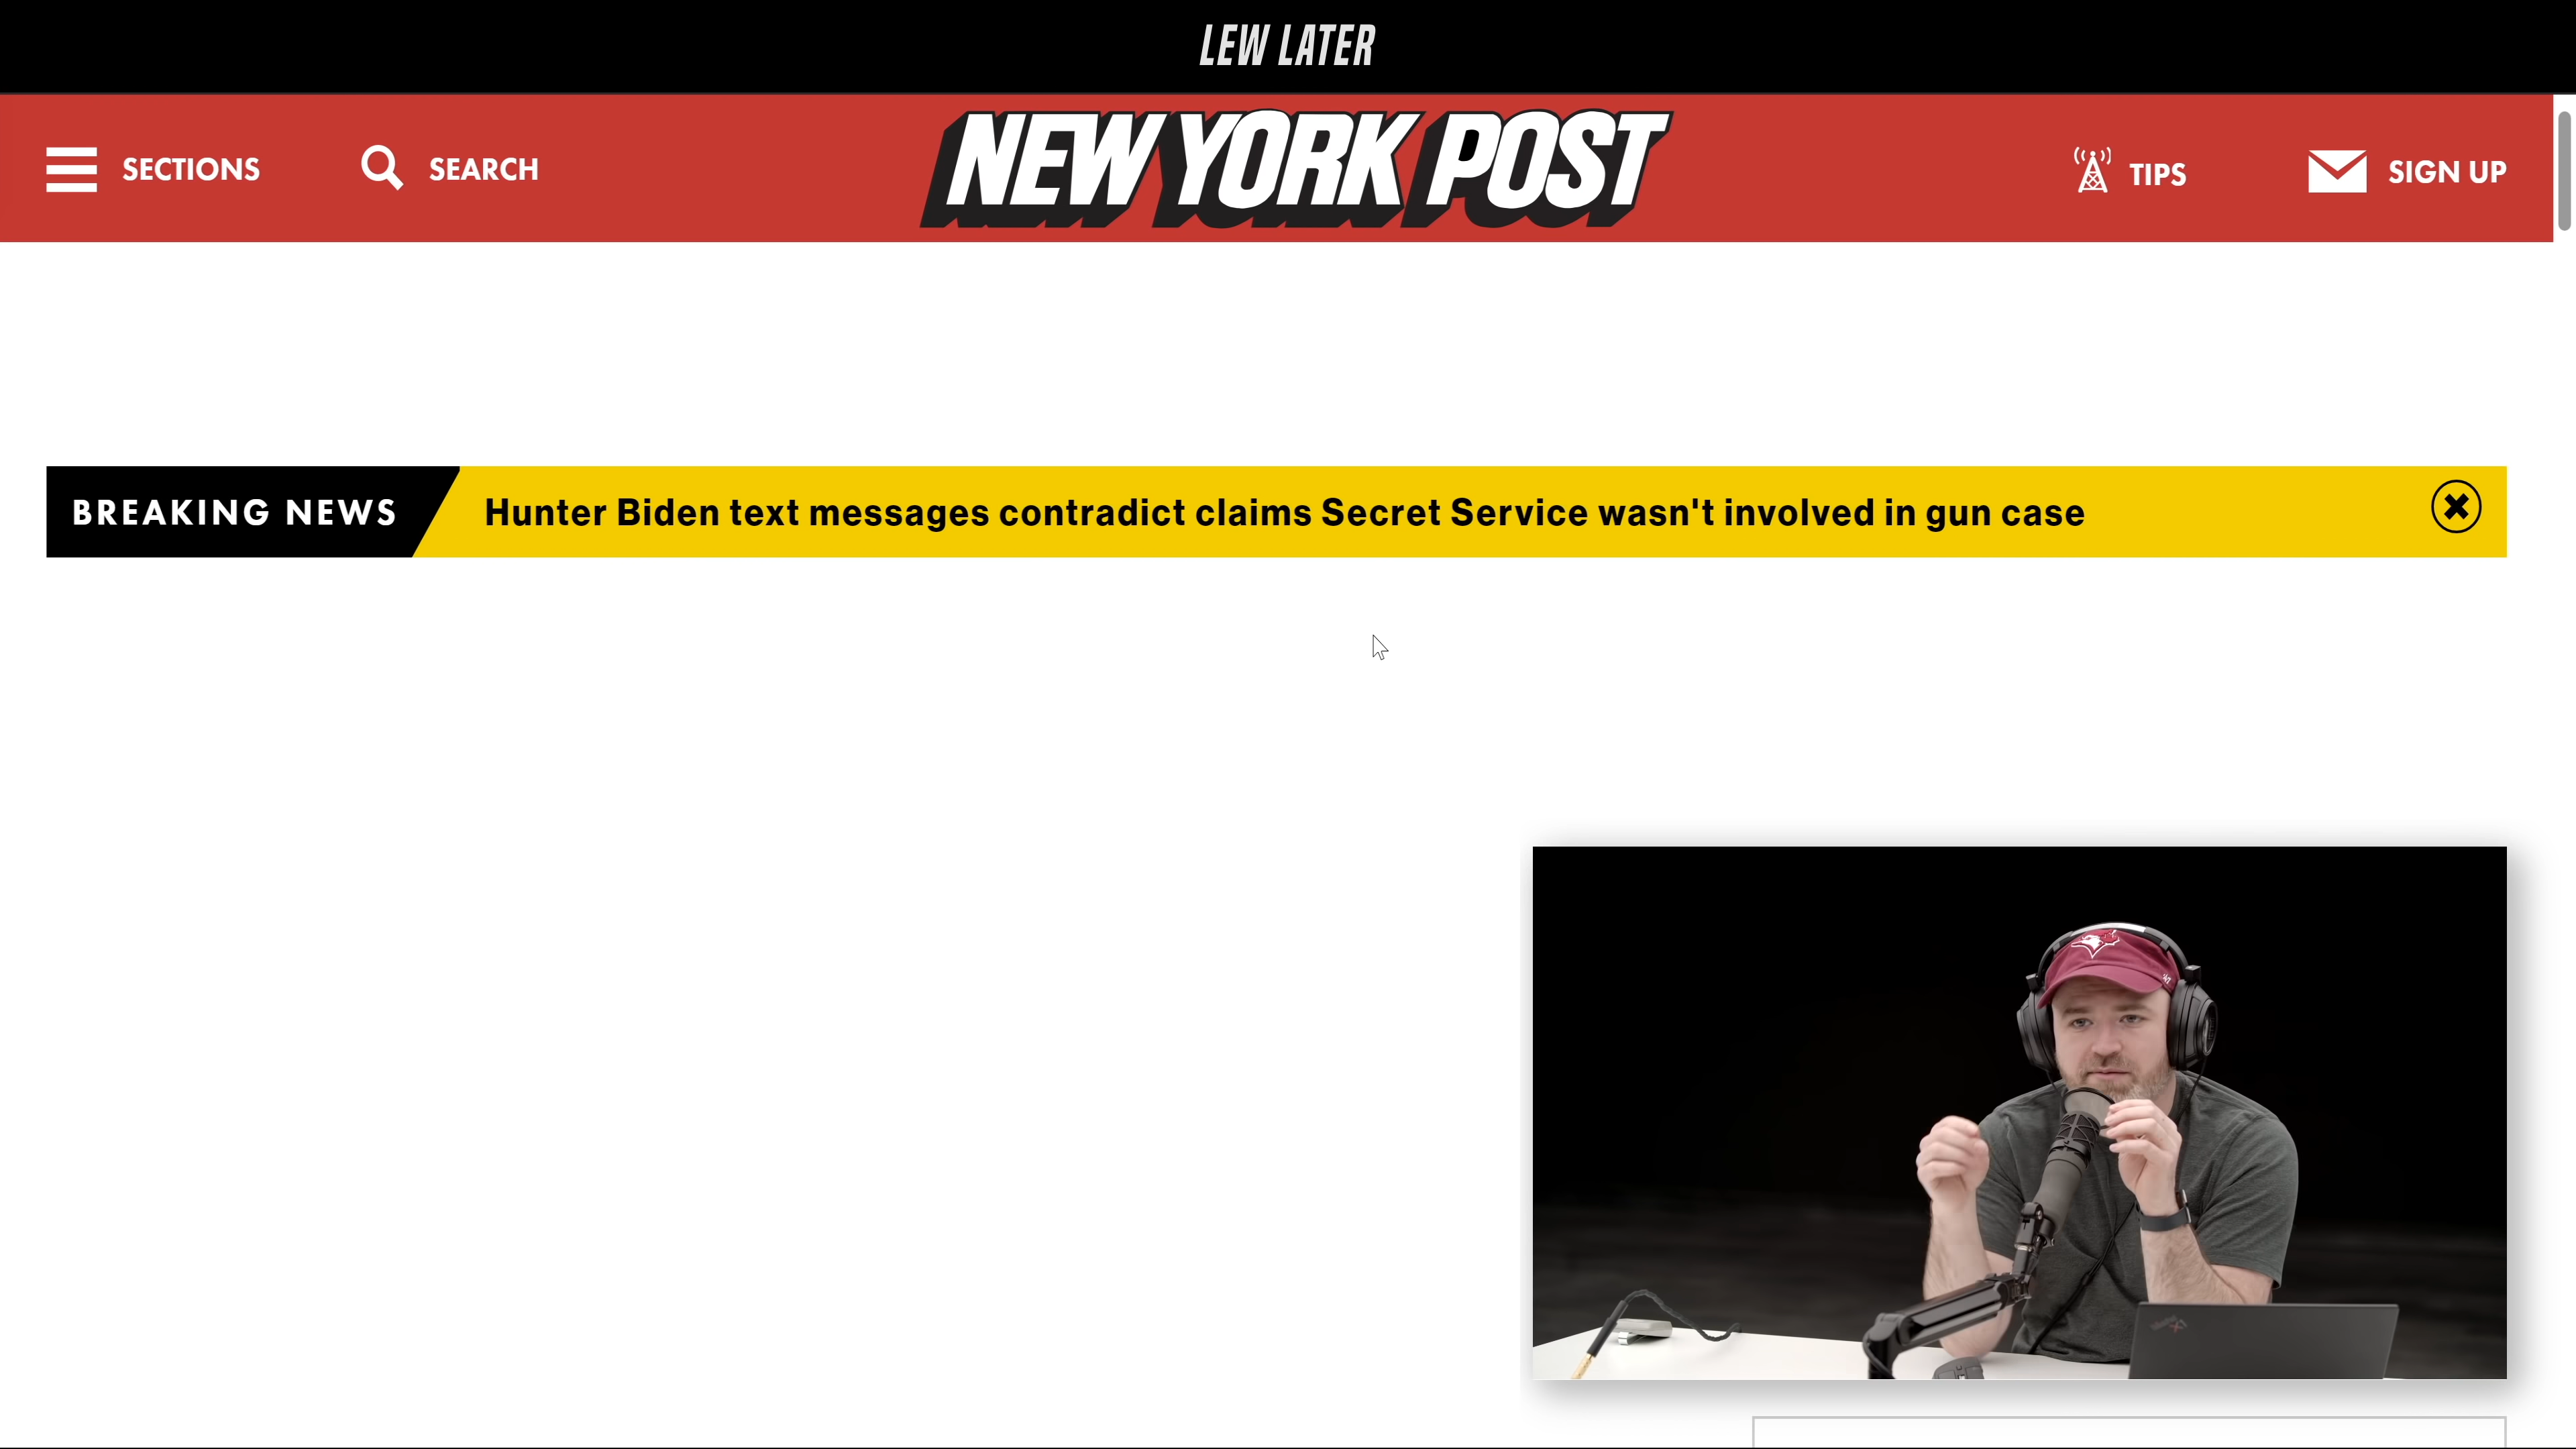 LEW LATER
SECTIONS
SEARCH
NEW YORK POST
TIPS
SIGN UP
BREAKING NEWS
Hunter Biden text messages contradict claims Secret Service wasn't involved in gun case